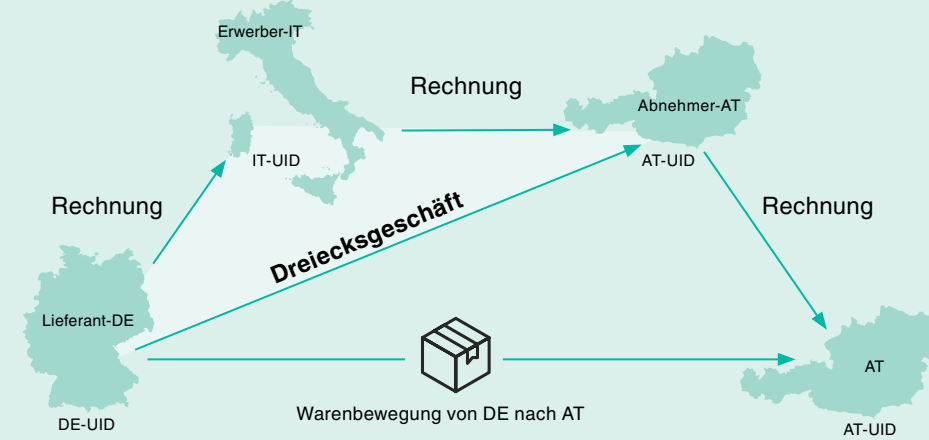 Erwerber-IT
Rechnung
Abnehmer-AT
IT-UID
AT-UID
Rechnung
Dreiecksgeschäft
Rechnung
Lieferant-DE
AT
Warenbewegung von DE nach AT
DE-UID
AT-UID